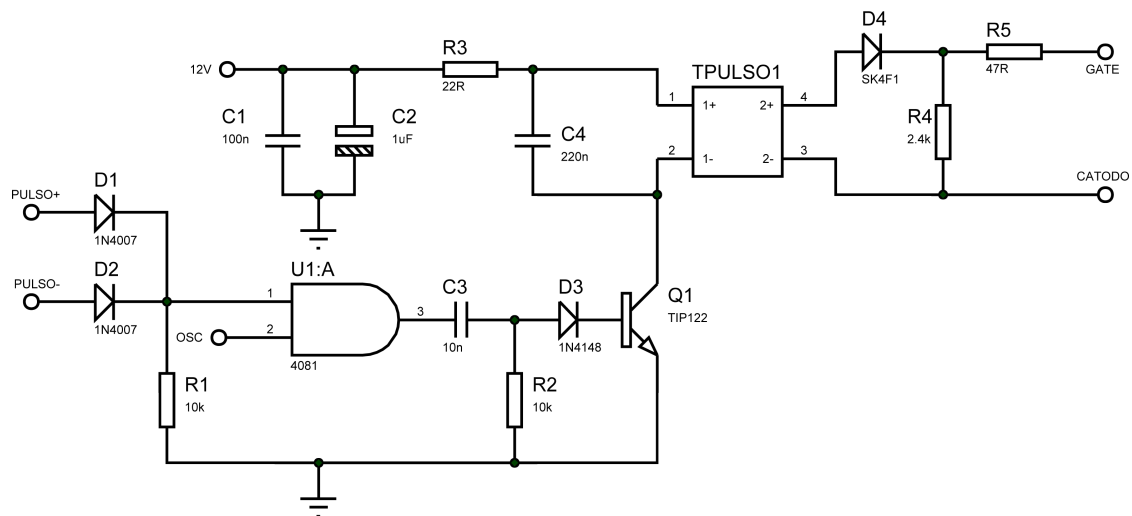 D4
SK4F1
R5
47R
GATE
12V
R3
22R
TPULSO1
1
1+
2+
4
2
1-
2-
3
R4
2.4k
CATODO
C1
100n
C2
1uF
C4
220n
PULSO+
D1
1N4007
PULSO-
D2
1N4007
U1:A
1
2
3
OSC
4081
C3
10n
D3
1N4148
Q1
TIP122
R1
10k
R2
10k